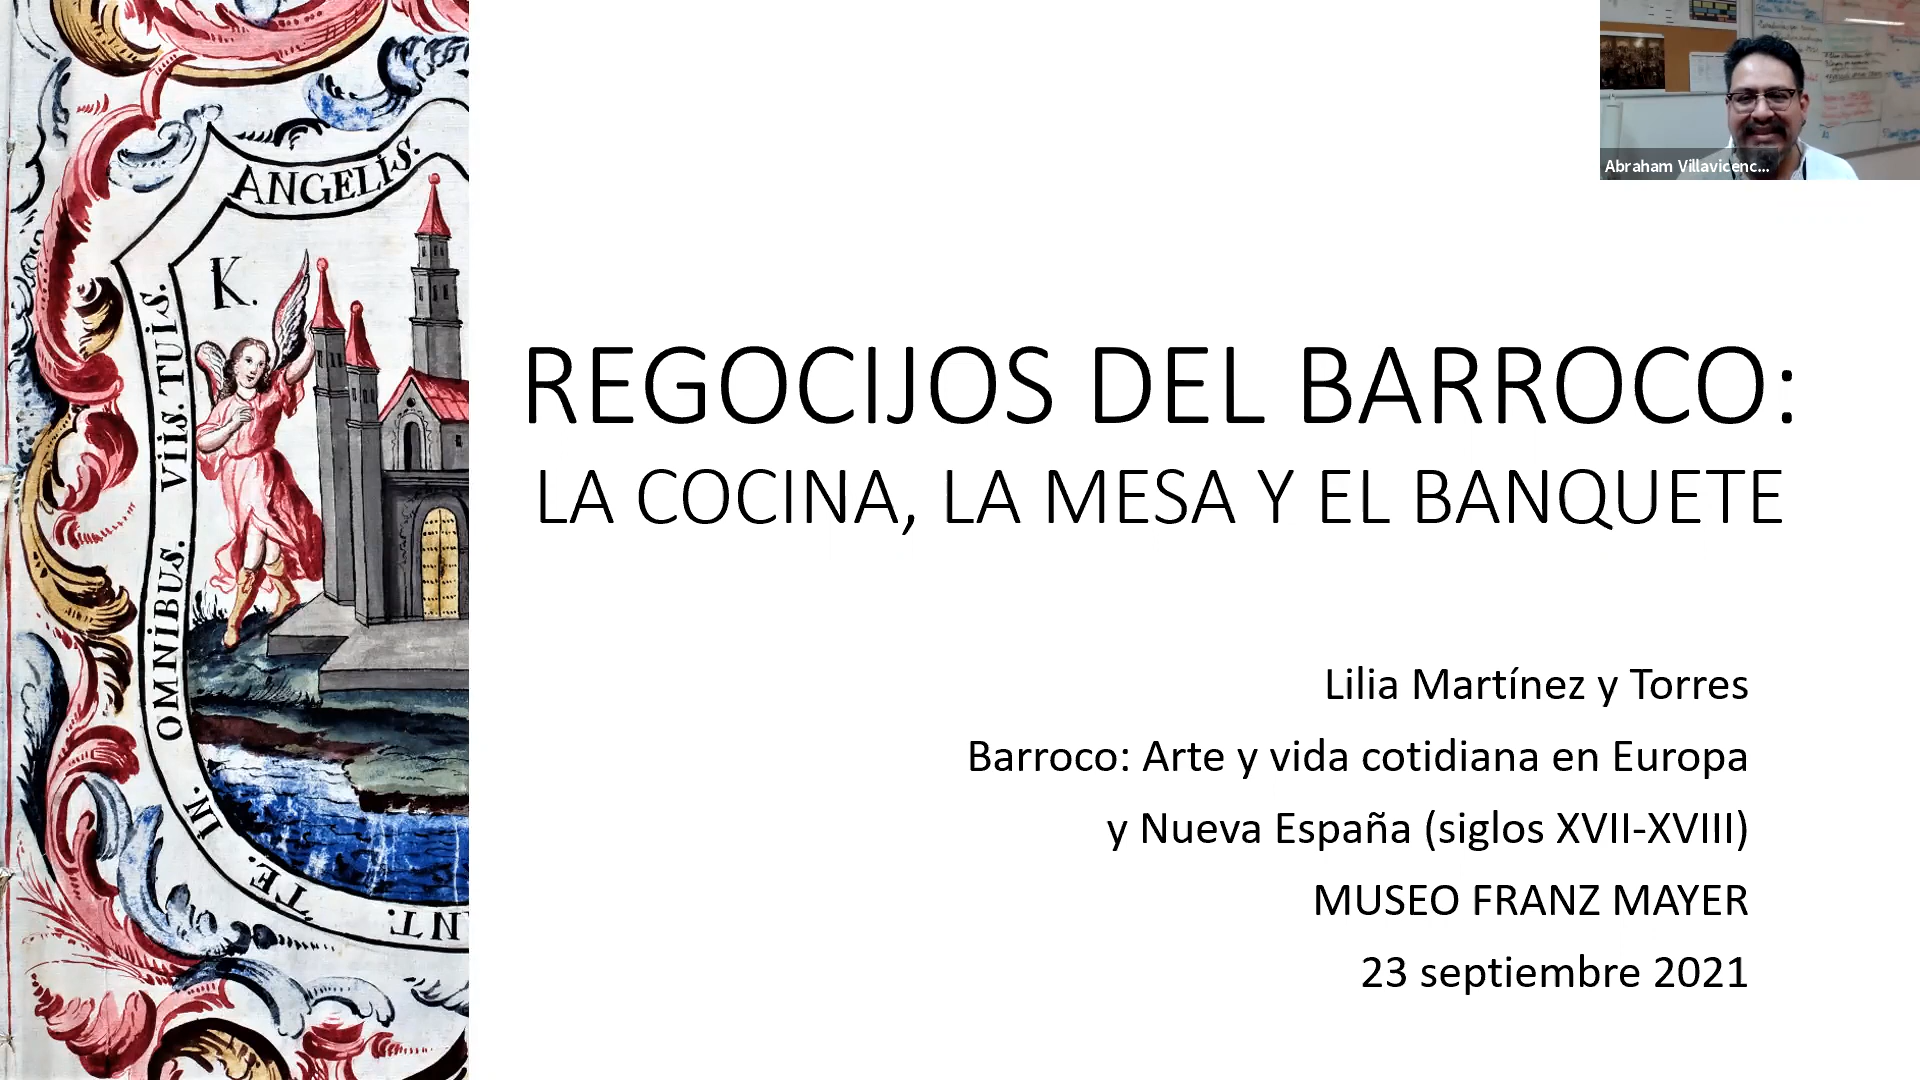 ANGELIS.
K.
OMNIBUS. VIIS. TUIS.
IN.
TE.
NT.
Abraham Villavicenc...
REGOCIJOS DEL BARROCO:
LA COCINA, LA MESA Y EL BANQUETE
Lilia Martínez y Torres
Barroco: Arte y vida cotidiana en Europa
y Nueva España (siglos XVII-XVIII)
MUSEO FRANZ MAYER
23 septiembre 2021